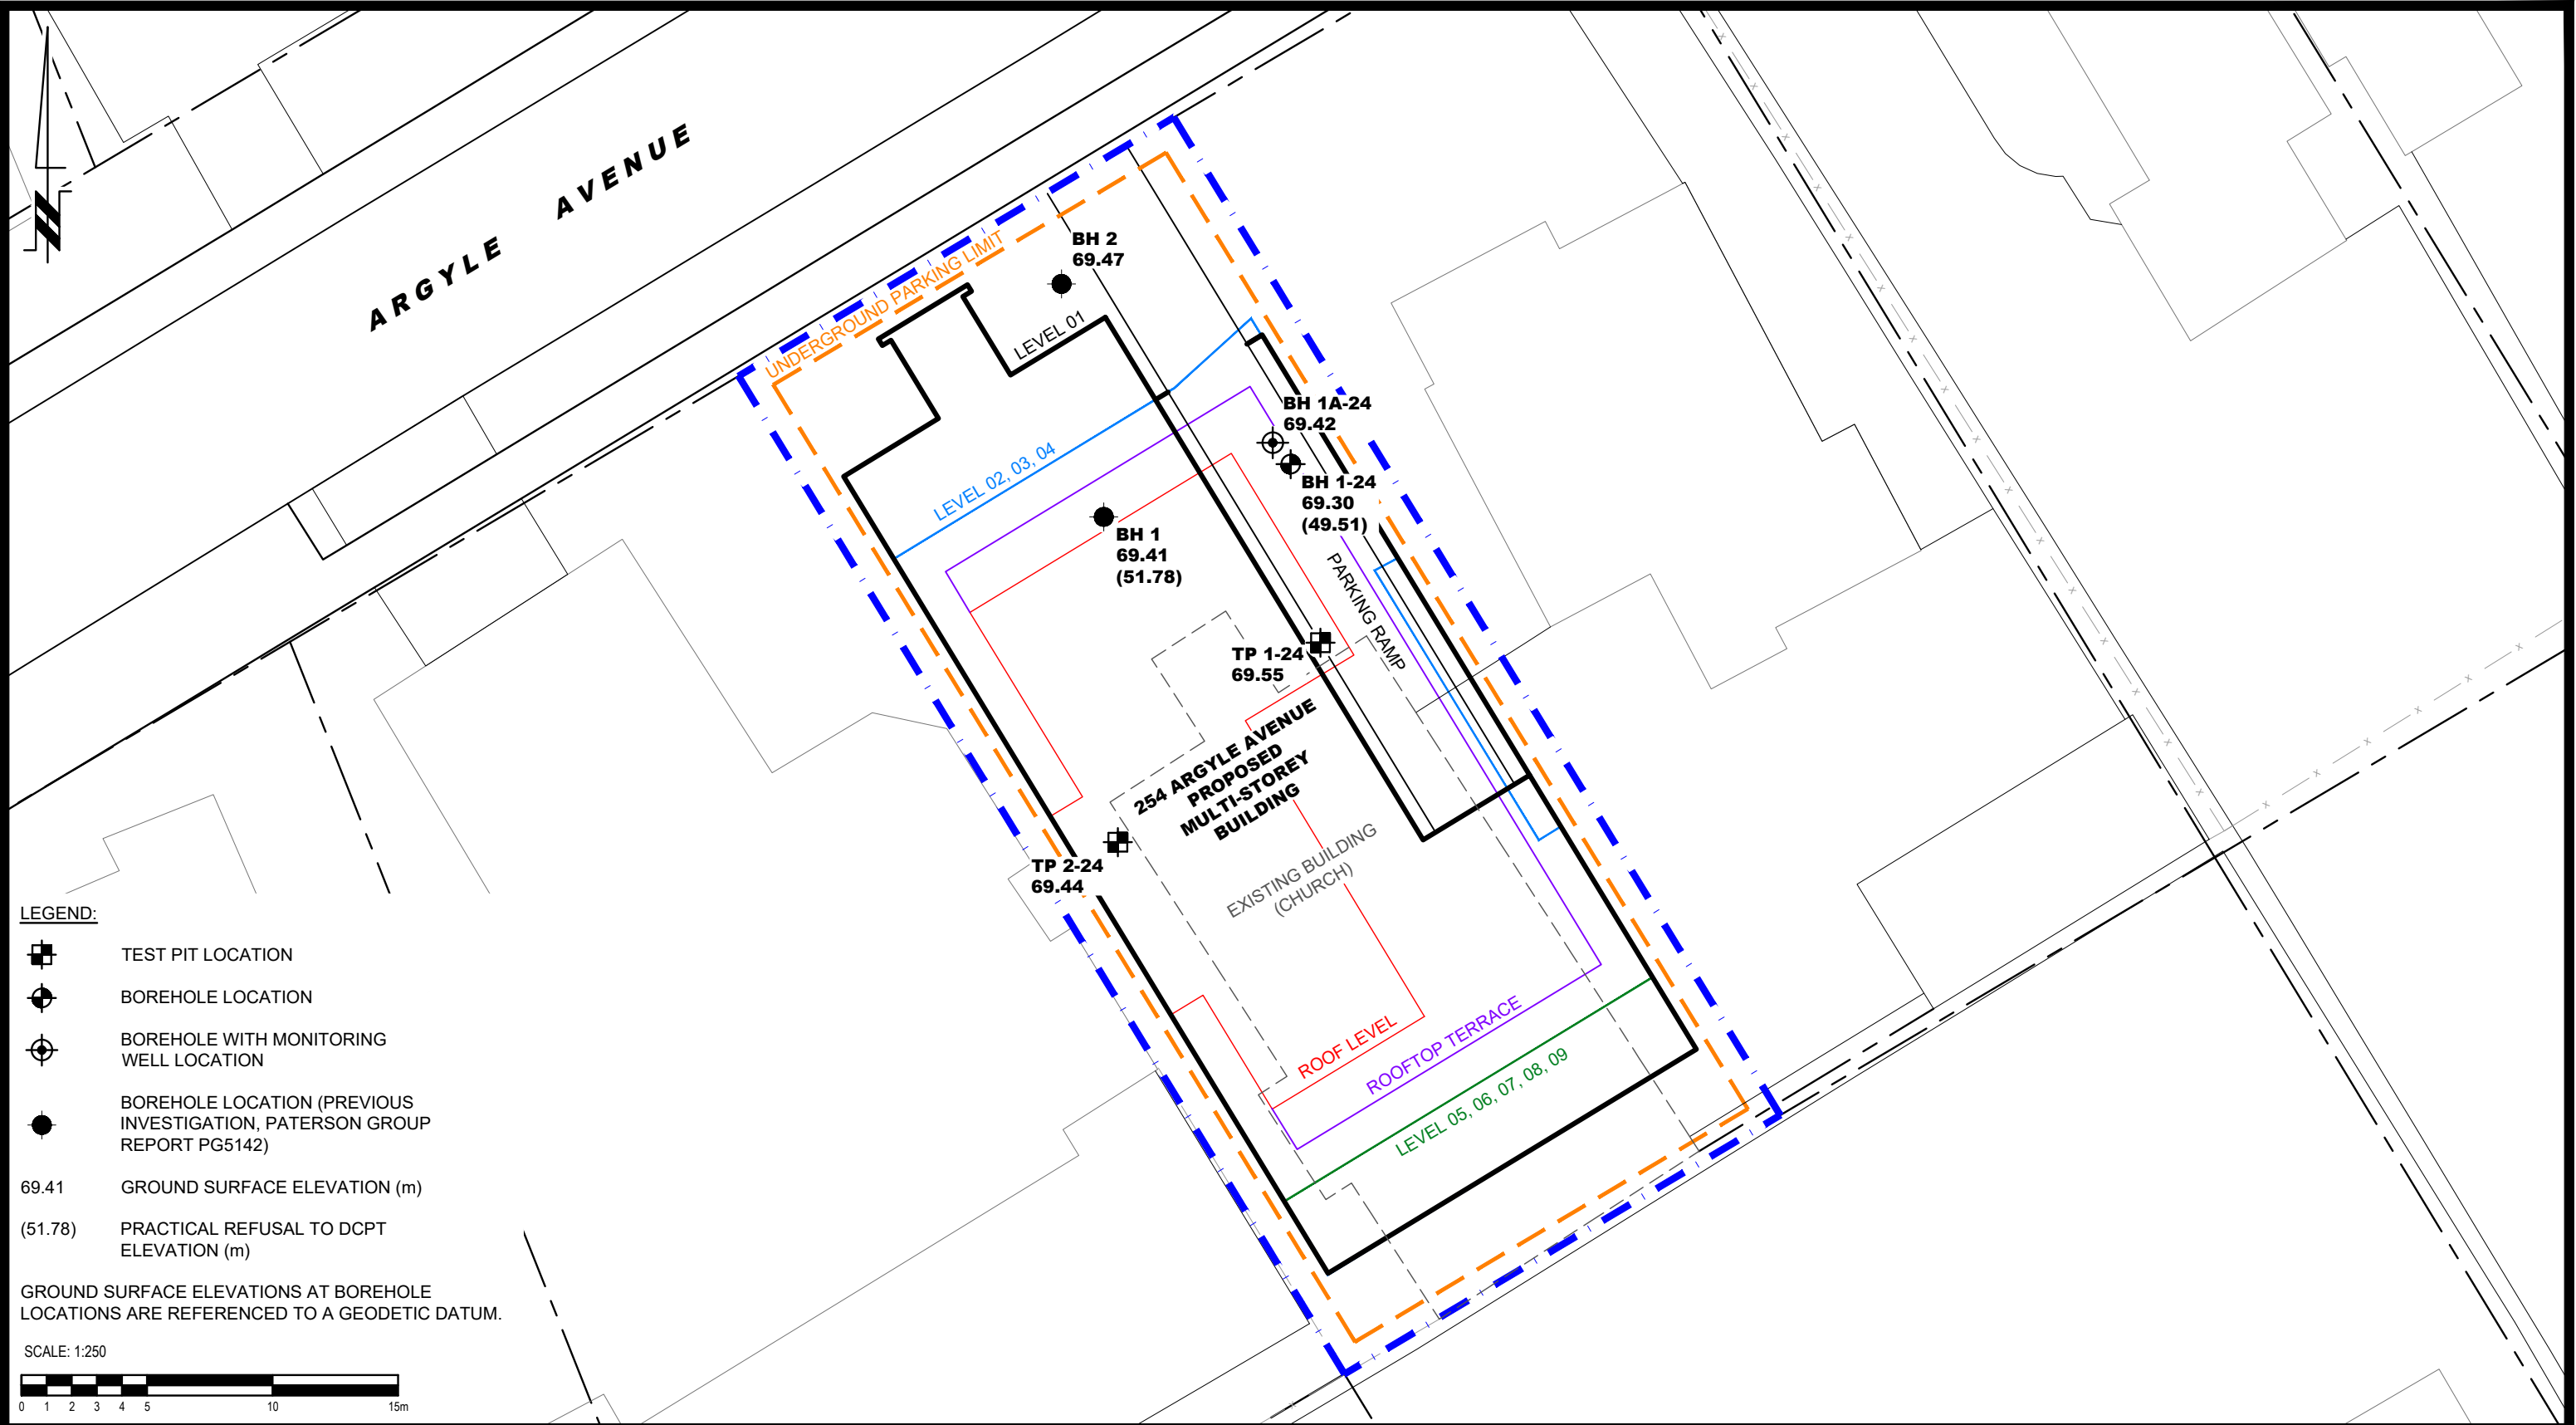 ARGYLE AVENUE
UNDERGROUND PARKING LIMIT
BH 2
69.47
LEVEL 01
LEVEL 02, 03, 04
BH 1A-24
69.42
BH 1-24
69.30
(49.51)
BH 1
69.41
(51.78)
PARKING RAMP
TP 1-24
69.55
254 ARGYLE AVENUE
PROPOSED
MULTI-STOREY
BUILDING
EXISTING BUILDING
(CHURCH)
TP 2-24
69.44
ROOF LEVEL
ROOFTOP TERRACE
LEVEL 05, 06, 07, 08, 09
LEGEND:
TEST PIT LOCATION
BOREHOLE LOCATION
BOREHOLE WITH MONITORING
WELL LOCATION
BOREHOLE LOCATION (PREVIOUS
INVESTIGATION, PATERSON GROUP
REPORT PG5142)
69.41 GROUND SURFACE ELEVATION (m)
(51.78) PRACTICAL REFUSAL TO DCPT
ELEVATION (m)
GROUND SURFACE ELEVATIONS AT BOREHOLE
LOCATIONS ARE REFERENCED TO A GEODETIC DATUM.
SCALE: 1:250
0 1 2 3 4 5 10 15m